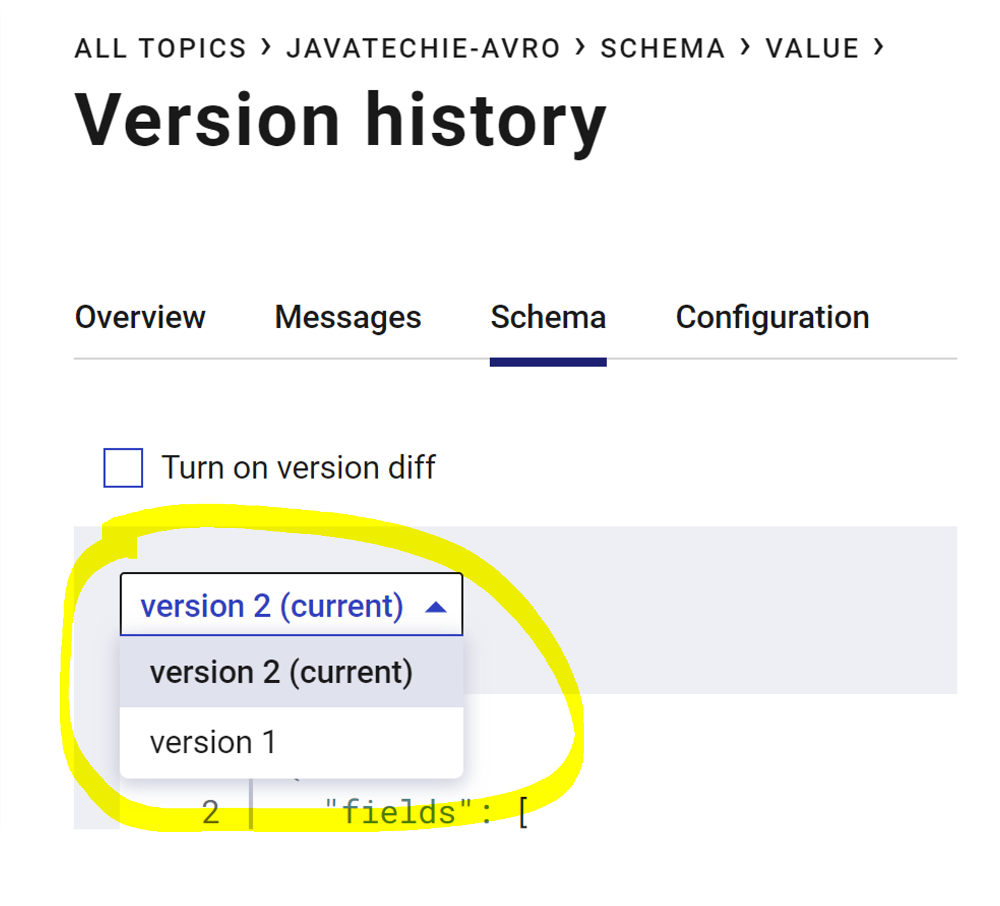 ALL TOPICS > JAVATECHIE-AVRO > SCHEMA > VALUE >
Version history
Overview Messages Schema Configuration
Turn on version diff
version 2 (current)
version 2 (current)
version 1
2 "fields": [